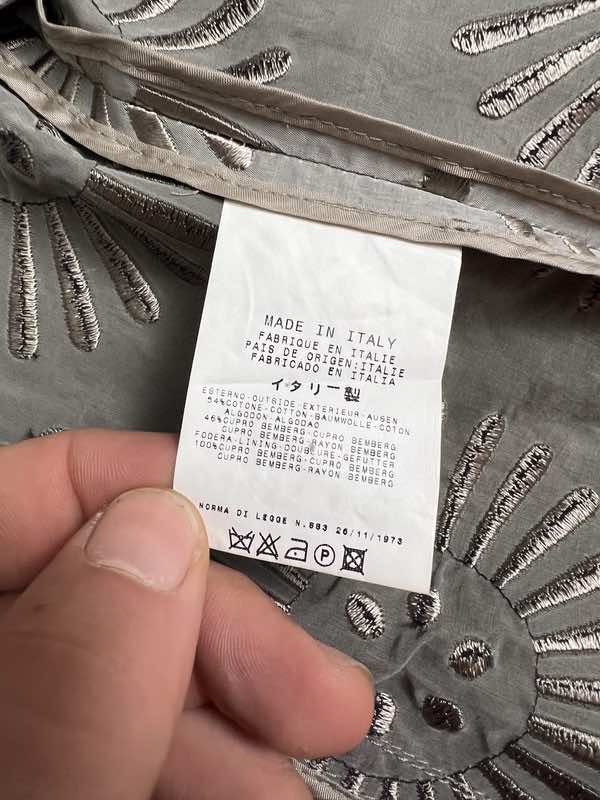 MADE IN ITALY
FABRIQUE EN ITALIE
PAIS DE ORIGEN:ITALIE
FABRICADO EN ITALIA
イタリー製
ESTERNO-OUTSIDE-EXTERIEUR-AUSEN
54%COTONE-COTTON-BAUMWOLLE-COTON
ALGODON-ALGODAO
46%CUPRO BEMBERG-CUPRO BEMBERG
CUPRO BEMBERG-RAYON BEMBERG
FODERA-LINING-DOUBLURE-GEFUTTER
100%CUPRO BEMBERG-CUPRO BEMBERG
CUPRO BEMBERG-RAYON BEMBERG
NORMA DI LEGGE N.883 26/11/1973
P